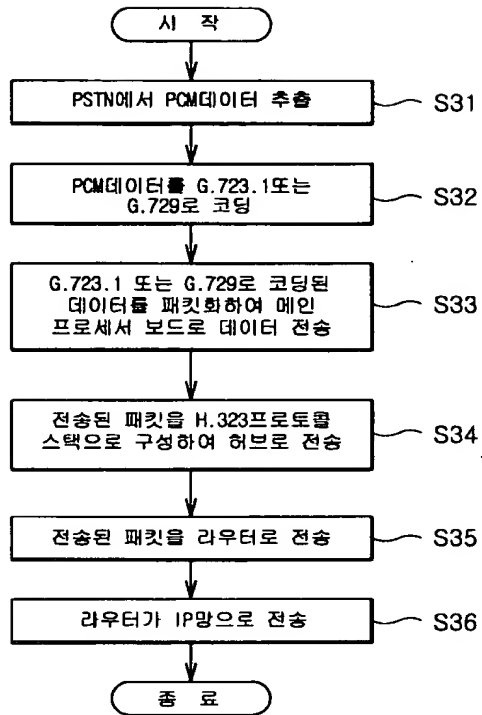 시 작
PSTN에서 PCM데이터 추출
S31
PCM데이터를 G.723.1또는
G.729로 코딩
S32
G.723.1 또는 G.729로 코딩된
데이터를 패킷화하여 메인
프로세서 보드로 데이터 전송
S33
전송된 패킷을 H.323프로토콜
스택으로 구성하여 허브로 전송
S34
전송된 패킷을 라우터로 전송
S35
라우터가 IP망으로 전송
S36
종 료